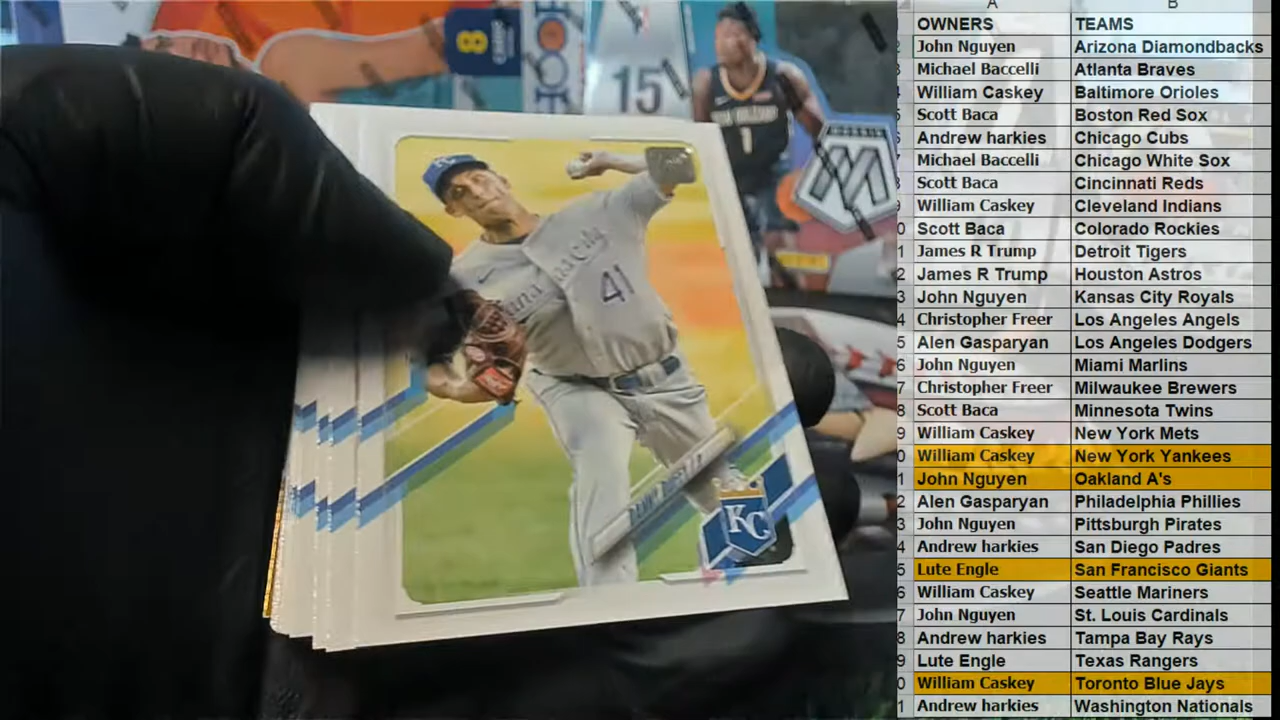 OWNERS TEAMS
John Nguyen Arizona Diamondbacks
Michael Baccelli Atlanta Braves
William Caskey Baltimore Orioles
Scott Baca Boston Red Sox
Andrew harkies Chicago Cubs
Michael Baccelli Chicago White Sox
Scott Baca Cincinnati Reds
William Caskey Cleveland Indians
Scott Baca Colorado Rockies
James R Trump Detroit Tigers
James R Trump Houston Astros
John Nguyen Kansas City Royals
Christopher Freer Los Angeles Angels
Alen Gasparyan Los Angeles Dodgers
John Nguyen Miami Marlins
Christopher Freer Milwaukee Brewers
Scott Baca Minnesota Twins
William Caskey New York Mets
William Caskey New York Yankees
John Nguyen Oakland A's
Alen Gasparyan Philadelphia Phillies
John Nguyen Pittsburgh Pirates
Andrew harkies San Diego Padres
Lute Engle San Francisco Giants
William Caskey Seattle Mariners
John Nguyen St. Louis Cardinals
Andrew harkies Tampa Bay Rays
Lute Engle Texas Rangers
William Caskey Toronto Blue Jays
Andrew harkies Washington Nationals
8
15
1
41
KC